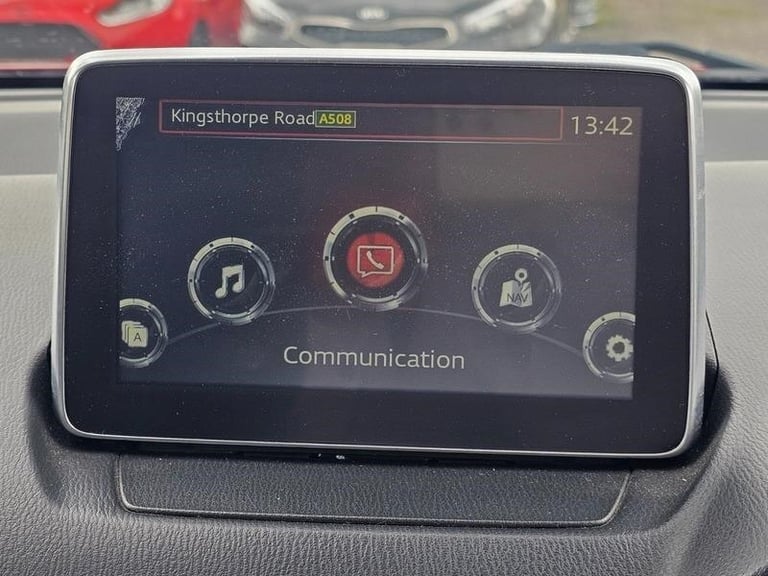 Kingsthorpe Road A508
13:42
NAV
A
Communication